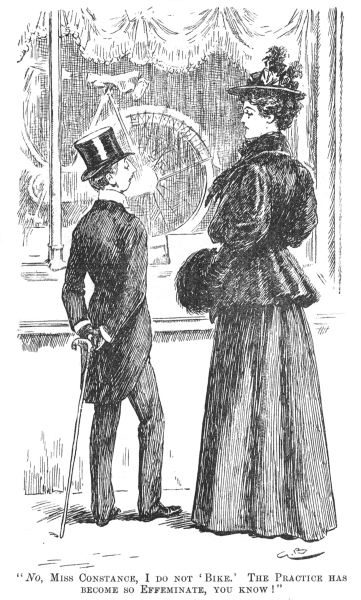 "No, Miss Constance, I do not 'Bike.' The Practice has
become so Effeminate, you know!"